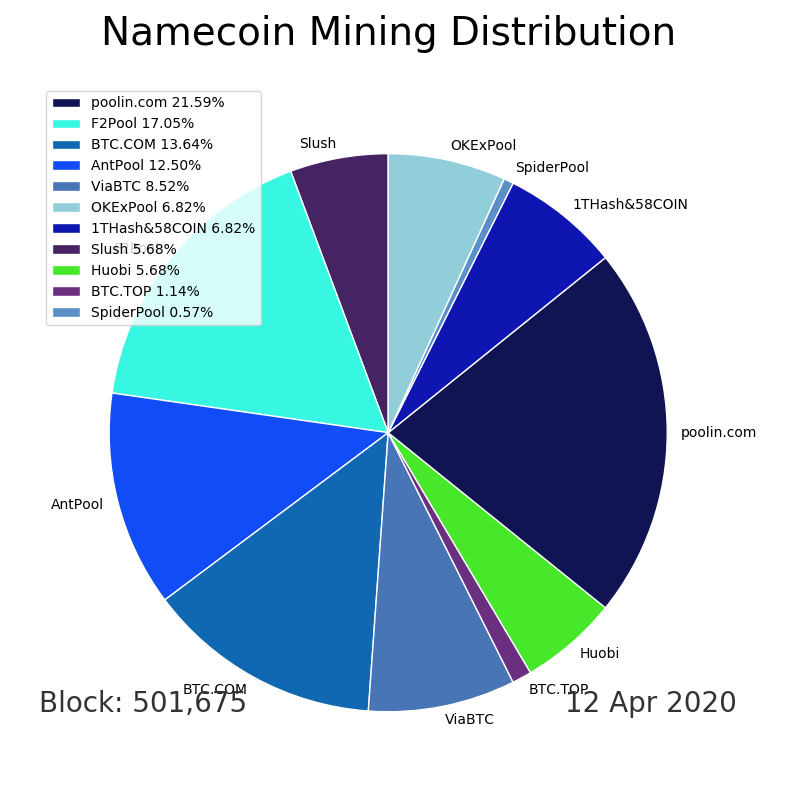 Namecoin Mining Distribution
poolin.com 21.59%
F2Pool 17.05%
BTC.COM 13.64%
AntPool 12.50%
ViaBTC 8.52%
OKExPool 6.82%
1THash&58COIN 6.82%
Slush 5.68%
Huobi 5.68%
BTC.TOP 1.14%
SpiderPool 0.57%
Slush
OKExPool
SpiderPool
1THash&58COIN
poolin.com
AntPool
Huobi
BTC.COM
BTC.TOP
ViaBTC
Block: 501,675
12 Apr 2020